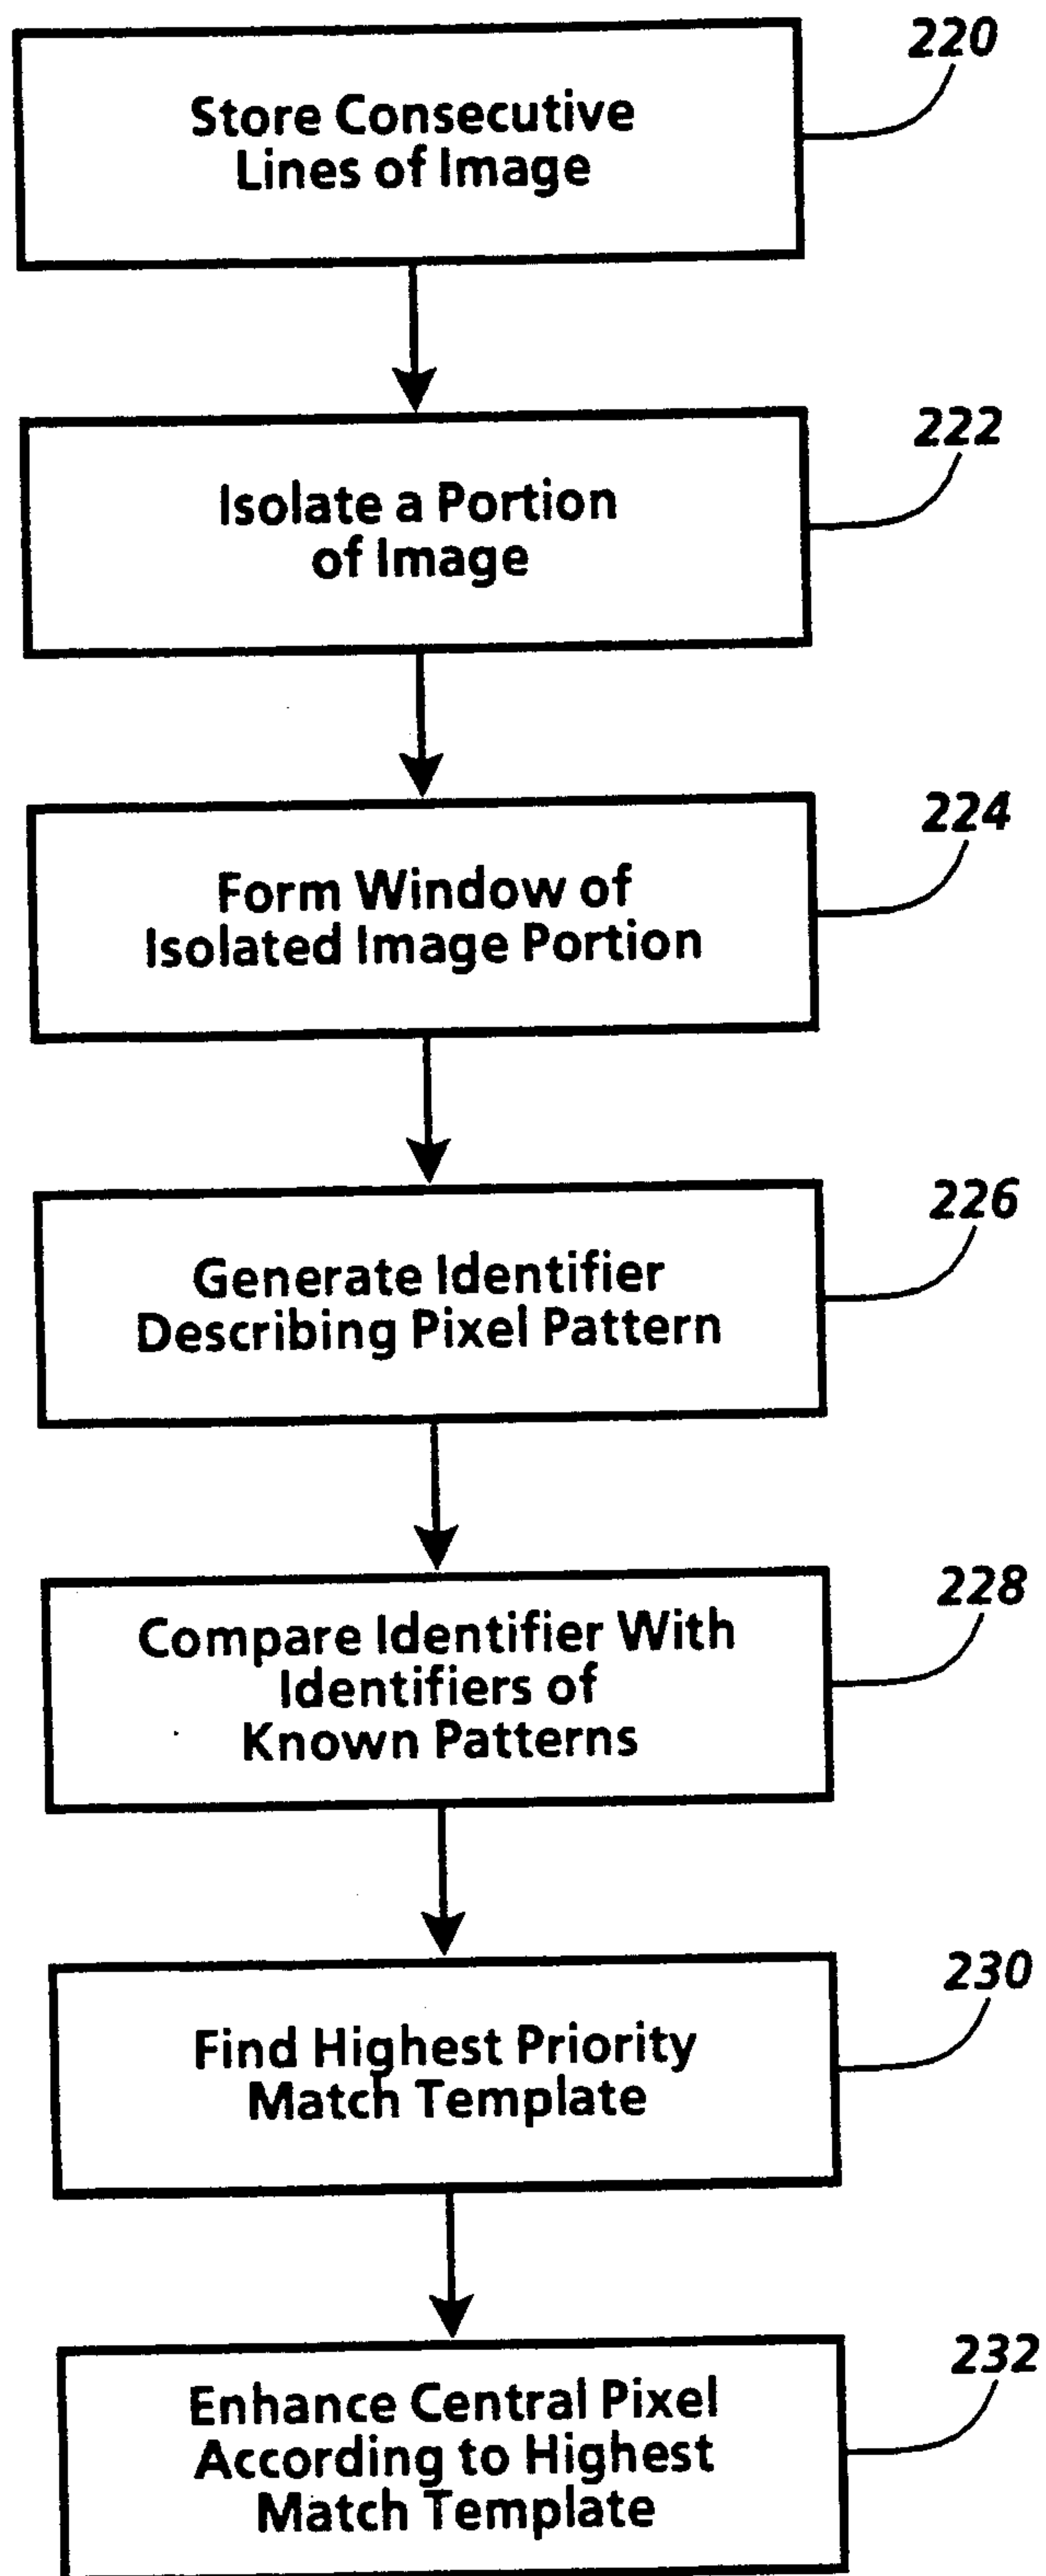 220
Store Consecutive
Lines of Image
222
Isolate a Portion
of Image
224
Form Window of
Isolated Image Portion
226
Generate Identifier
Describing Pixel Pattern
228
Compare Identifier With
Identifiers of
Known Patterns
230
Find Highest Priority
Match Template
232
Enhance Central Pixel
According to Highest
Match Template